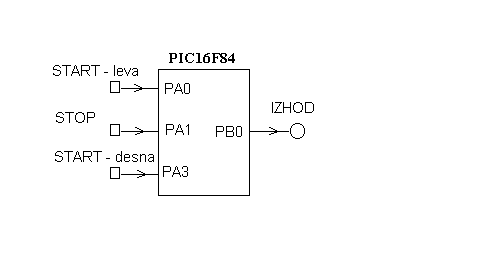 PIC16F84
START - leva
PA0
IZHOD
STOP
PA1
PB0
START - desna
PA3